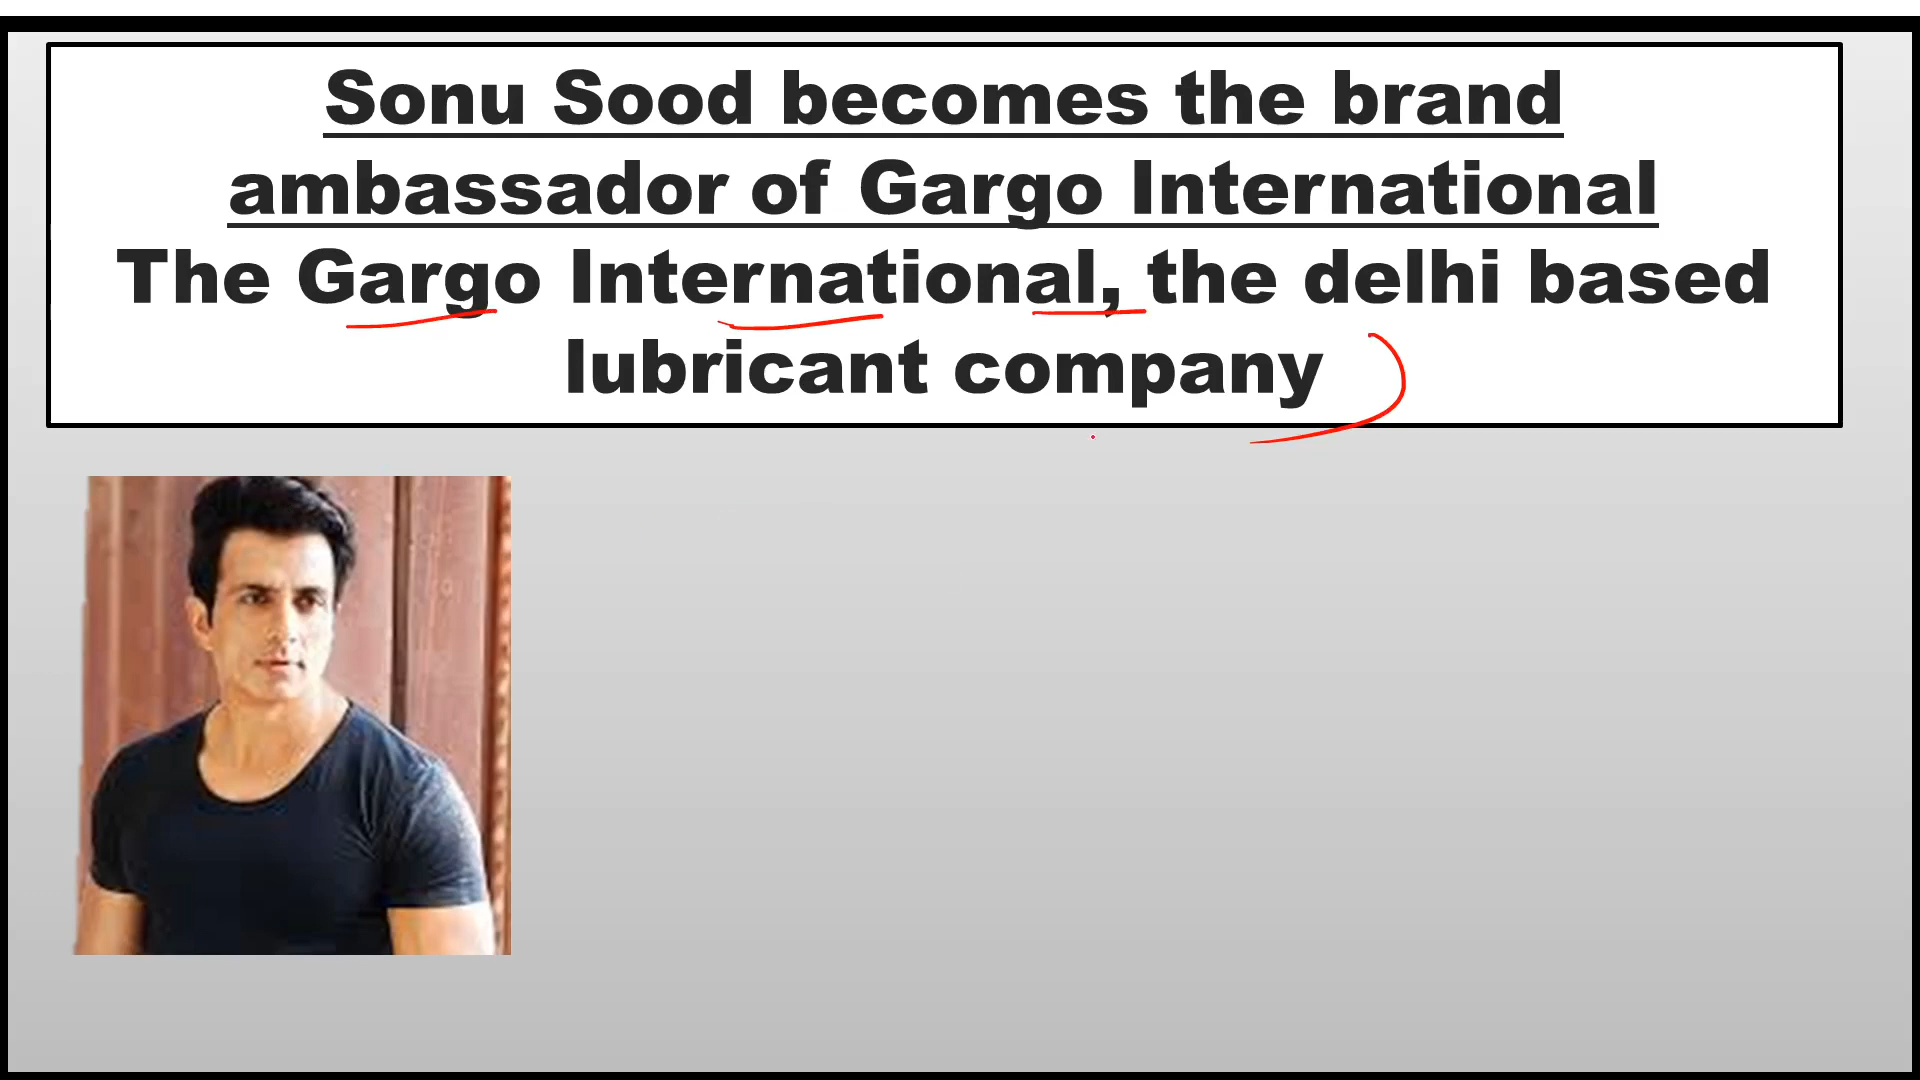 Sonu Sood becomes the brand
ambassador of Gargo International
The Gargo International, the delhi based
lubricant company